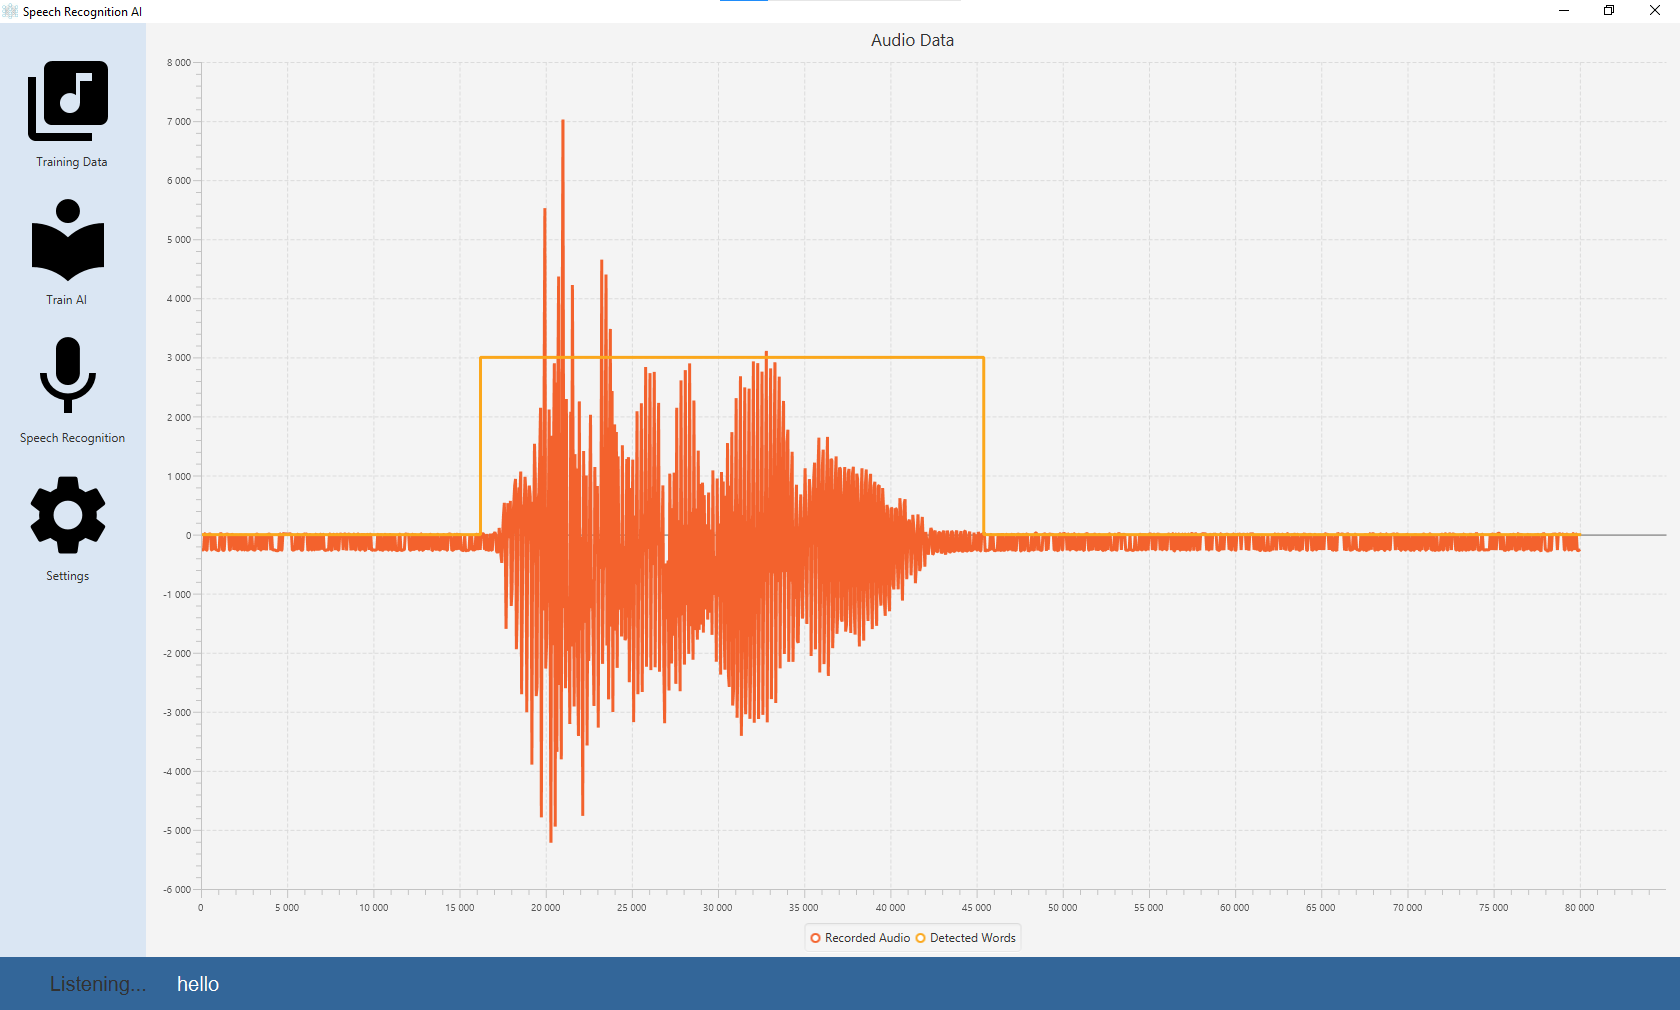 Speech Recognition AI
Training Data
Train AI
Speech Recognition
Settings
Audio Data
8 000
7 000
6 000
5 000
4 000
3 000
2 000
1 000
0
-1 000
-2 000
-3 000
-4 000
-5 000
-6 000
0 5 000 10 000 15 000 20 000 25 000 30 000 35 000 40 000 45 000 50 000 55 000 60 000 65 000 70 000 75 000 80 000
Recorded Audio Detected Words
Listening... hello